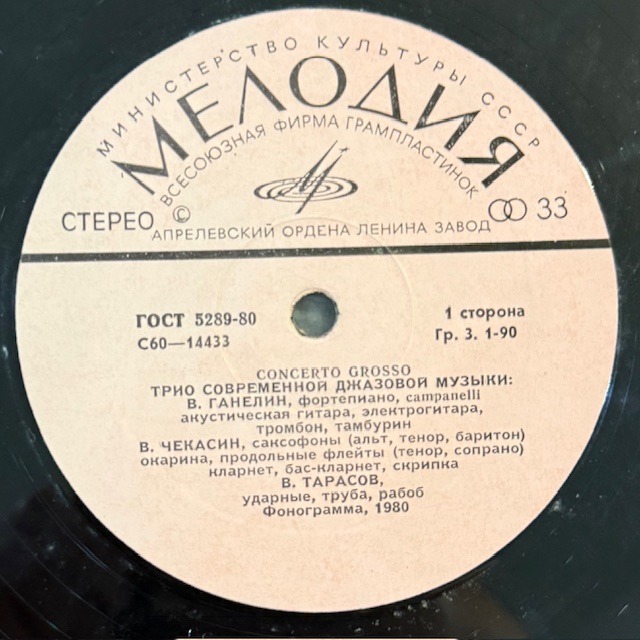 МИНИСТЕРСТВО КУЛЬТУРЫ СССР
МЕЛОДИЯ
ВСЕСОЮЗНАЯ ФИРМА ГРАМПЛАСТИНОК
СТЕРЕО © 33
АПРЕЛЕВСКИЙ ОРДЕНА ЛЕНИНА ЗАВОД
ГОСТ 5289-80 1 сторона
С60—14433 Гр. 3. 1-90
CONCERTO GROSSO
ТРИО СОВРЕМЕННОЙ ДЖАЗОВОЙ МУЗЫКИ:
В. ГАНЕЛИН, фортепиано, campanelli
акустическая гитара, электрогитара,
тромбон, тамбурин
В. ЧЕКАСИН, саксофоны (альт, тенор, баритон)
окарина, продольные флейты (тенор, сопрано)
кларнет, бас-кларнет, скрипка
В. ТАРАСОВ,
ударные, труба, рабоб
Фонограмма, 1980